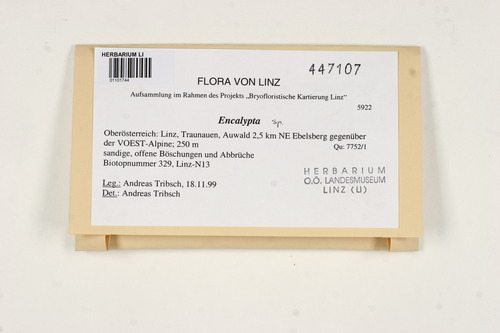 HERBARIUM LI
01101744
447107
FLORA VON LINZ
Aufsammlung im Rahmen des Projekts „Bryofloristische Kartierung Linz“
5922
Encalypta sp.
Oberösterreich: Linz, Traunauen, Auwald 2,5 km NE Ebelsberg gegenüber
der VOEST-Alpine; 250 m Qu: 7752/1
sandige, offene Böschungen und Abbrüche
Biotopnummer 329, Linz-N13
HERBARIUM
O.Ö. LANDESMUSEUM
LINZ (LI)
Leg.: Andreas Tribsch, 18.11.99
Det.: Andreas Tribsch